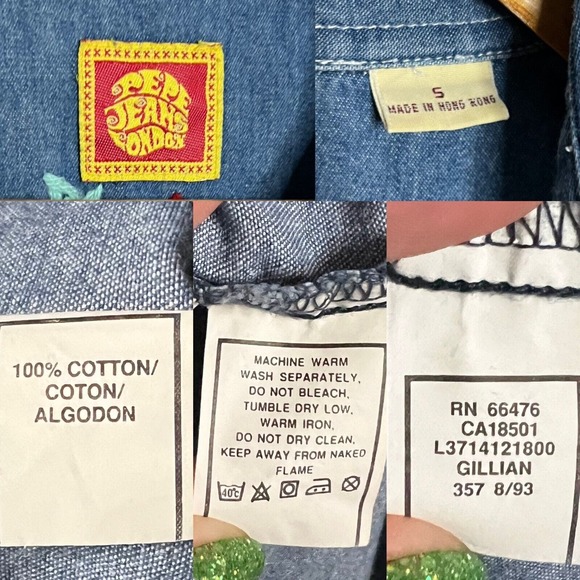 PEPE
JEANS
LONDON
S
MADE IN HONG KONG
100% COTTON/
COTON/
ALGODON
MACHINE WARM
WASH SEPARATELY,
DO NOT BLEACH,
TUMBLE DRY LOW,
WARM IRON,
DO NOT DRY CLEAN,
KEEP AWAY FROM NAKED
FLAME
40°C
RN 66476
CA18501
L3714121800
GILLIAN
357 8/93